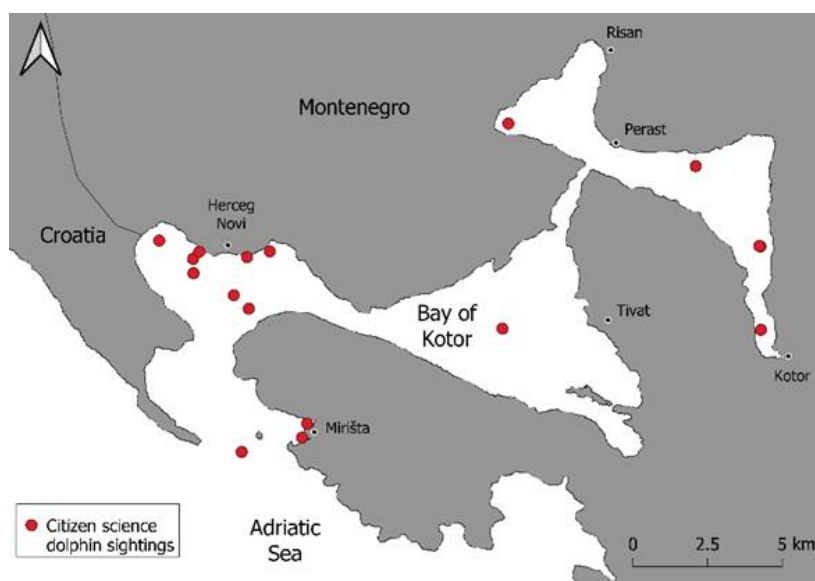 Risan
Montenegro
Perast
Herceg
Novi
Croatia
Bay of
Kotor
Tivat
Kotor
Mirišta
Citizen science
dolphin sightings
Adriatic
Sea
0 2.5 5 km